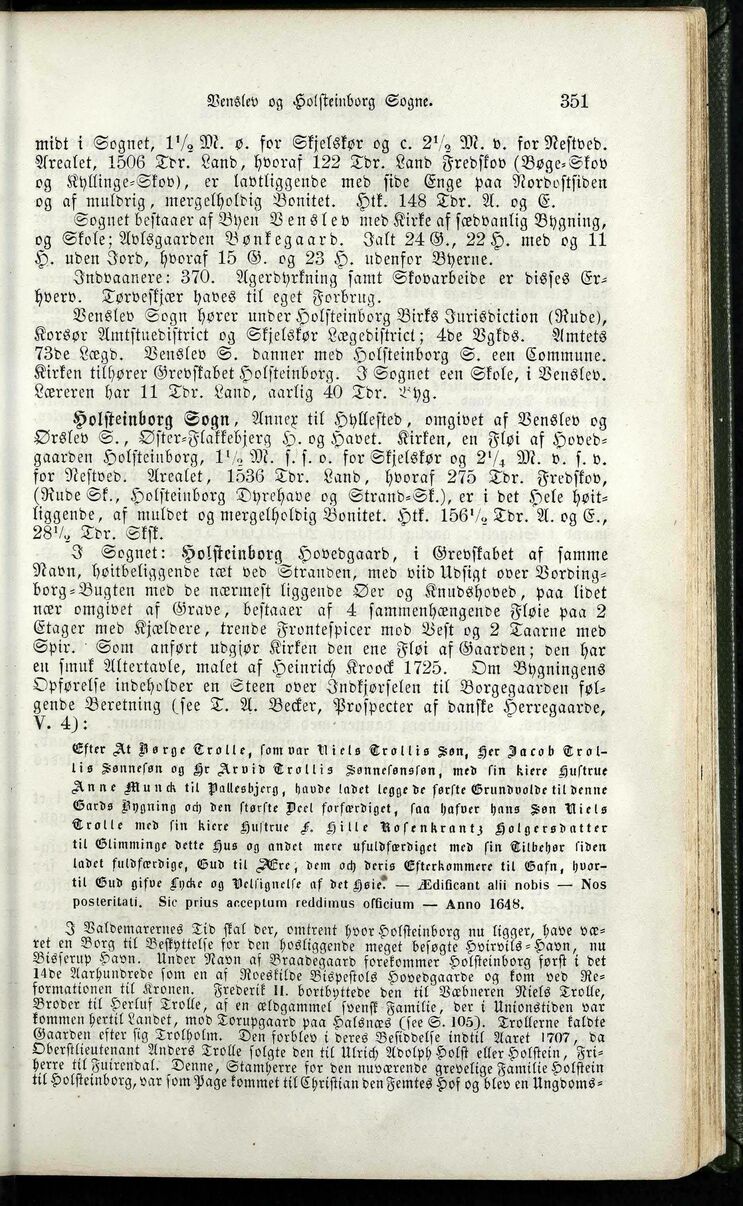 Venslev og Holsteinborg Sogne. 351
midt i Sognet, 1¹/₂ M. ø. for Skjelskør og c. 2¹/₂ M. v. for Nestved.
Arealet, 1506 Tdr. Land, hvoraf 122 Tdr. Land Fredskov (Bøge-Skov
og Kyllinge-Skov), er lavtliggende med side Enge paa Nordostsiden
og af muldrig, mergelholdig Bonitet. Htk. 148 Tdr. A. og E.
Sognet bestaaer af Byen Venslev med Kirke af sædvanlig Bygning,
og Skole; Avlsgaarden Bønkegaard. Ialt 24 G., 22 H. med og 11
H. uden Jord, hvoraf 15 G. og 23 H. udenfor Byerne.
Indvaanere: 370. Agerdyrkning samt Skovarbeide er disses Er-
hverv. Tørveskjær haves til eget Forbrug.
Venslev Sogn hører under Holsteinborg Birks Jurisdiction (Rude),
Korsør Amtstuedistrict og Skjelskør Lægedistrict; 4de Vgkds. Amtets
73de Lægd. Venslev S. danner med Holsteinborg S. een Commune.
Kirken tilhører Grevskabet Holsteinborg. I Sognet een Skole, i Venslev.
Læreren har 11 Tdr. Land, aarlig 40 Tdr. Byg.
Holsteinborg Sogn, Annex til Hyllested, omgivet af Venslev og
Ørslev S., Øster-Flakkebjerg H. og Havet. Kirken, en Fløi af Hoved-
gaarden Holsteinborg, 1¹/₂ M. s. s. o. for Skjelskør og 2¹/₄ M. v. s. v.
for Nestved. Arealet, 1536 Tdr. Land, hvoraf 275 Tdr. Fredskov,
(Rude Sk., Holsteinborg Dyrehave og Strand-Sk.), er i det Hele høit-
liggende, af muldet og mergelholdig Bonitet. Htk. 156¹/₂ Tdr. A. og E.,
28¹/₂ Tdr. Skfk.
I Sognet: Holsteinborg Hovedgaard, i Grevskabet af samme
Navn, høitbeliggende tæt ved Stranden, med viid Udsigt over Vording-
borg-Bugten med de nærmest liggende Øer og Knudshoved, paa lidet
nær omgivet af Grave, bestaaer af 4 sammenhængende Fløie paa 2
Etager med Kjældere, trende Frontespicer mod Vest og 2 Taarne med
Spir. Som anført udgjør Kirken den ene Fløi af Gaarden; den har
en smuk Altertavle, malet af Heinrich Kroock 1725. Om Bygningens
Opførelse indeholder en Steen over Indkjørselen til Borgegaarden føl-
gende Beretning (see T. A. Becker, Prospecter af danske Herregaarde,
V. 4):
Efter At Børge Trolle, som var Niels Trollis Søn, Her Jacob Trol-
lis Sønnesøn og Hr Arvid Trollis Sønnesønssøn, med sin kiere Hustrue
Anne Munck til Pallesbjerg, havde ladet legge de første Grundvolde til denne
Gards Bygning och den største Deel forfærdiget, saa hafver hans Søn Niels
Trolle med sin kiere Hustrue F. Hille Rosenkrantz Holgersdatter
til Glimminge dette Hus og andet mere ufuldfærdiget med sin Tilbehør siden
ladet fuldfærdige, Gud til Ære, dem och deris Efterkommere til Gafn, hvor-
til Gud gifve Lycke og Velsignelse af det Høie. — Ædificant alii nobis — Nos
posteritati. Sic prius acceptum reddimus officium — Anno 1648.
I Valdemarernes Tid skal der, omtrent hvor Holsteinborg nu ligger, have væ-
ret en Borg til Beskyttelse for den hosliggende meget besøgte Hvirvils-Havn, nu
Bisserup Havn. Under Navn af Braadegaard forekommer Holsteinborg først i det
14de Aarhundrede som en af Roeskilde Bispestols Hovedgaarde og kom ved Re-
formationen til Kronen. Frederik II. bortbyttede den til Væbneren Niels Trolle,
Broder til Herluf Trolle, af en ældgammel svensk Familie, der i Unionstiden var
kommen hertil Landet, mod Torupgaard paa Halsnæs (see S. 105). Trollerne kaldte
Gaarden efter sig Trolholm. Den forblev i deres Besiddelse indtil Aaret 1707, da
Oberstlieutenant Anders Trolle solgte den til Ulrich Adolph Holst eller Holstein, Fri-
herre til Fuirendal. Denne, Stamherre for den nuværende grevelige Familie Holstein
til Holsteinborg, var som Page kommet til Christian den Femtes Hof og blev en Ungdoms-